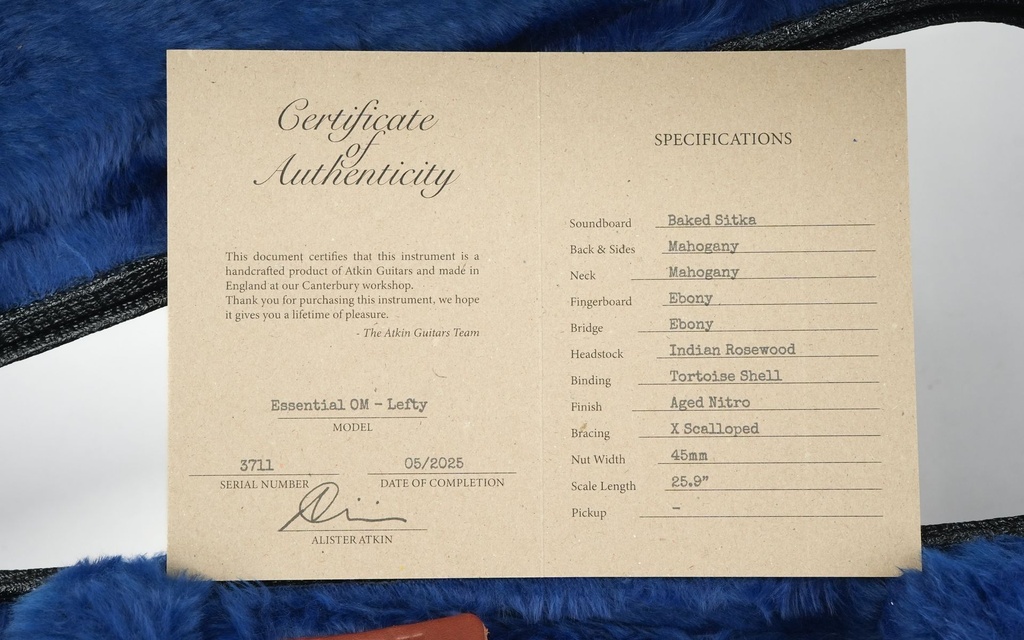 Certificate
of
Authenticity
This document certifies that this instrument is a
handcrafted product of Atkin Guitars and made in
England at our Canterbury workshop.
Thank you for purchasing this instrument, we hope
it gives you a lifetime of pleasure.
- The Atkin Guitars Team
Essential OM - Lefty
MODEL
3711
SERIAL NUMBER
05/2025
DATE OF COMPLETION
ALISTER ATKIN
SPECIFICATIONS
Soundboard Baked Sitka
Back & Sides Mahogany
Neck Mahogany
Fingerboard Ebony
Bridge Ebony
Headstock Indian Rosewood
Binding Tortoise Shell
Finish Aged Nitro
Bracing X Scalloped
Nut Width 45mm
Scale Length 25.9"
Pickup -